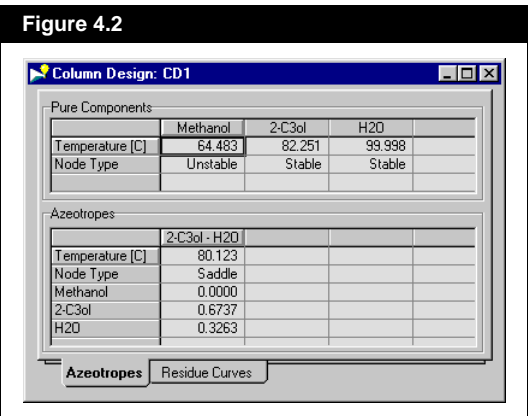 Figure 4.2
Column Design: CD1
Pure Components
Methanol 2-C3ol H2O
Temperature [C] 64.483 82.251 99.998
Node Type Unstable Stable Stable
Azeotropes
2-C3ol - H2O
Temperature [C] 80.123
Node Type Saddle
Methanol 0.0000
2-C3ol 0.6737
H2O 0.3263
Azeotropes Residue Curves